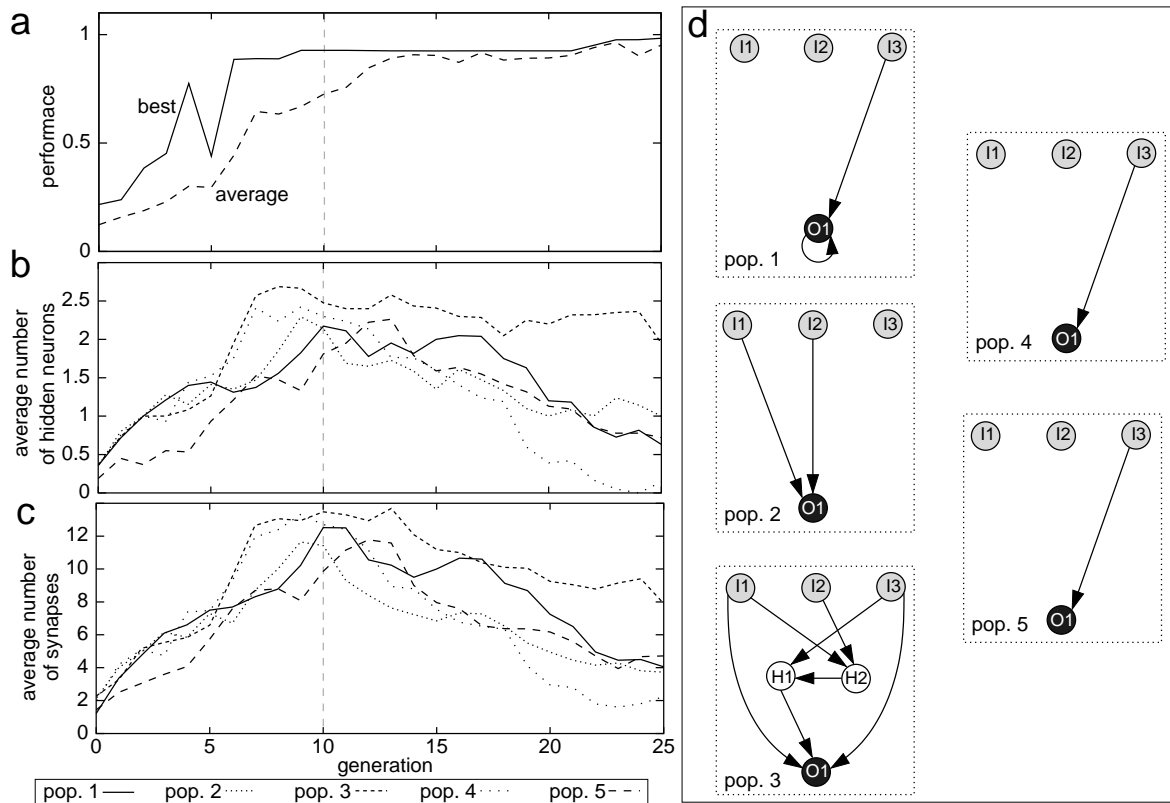 a
1
0.5
0
performace
best
average
b
2.5
2
1.5
1
0.5
0
average number
of hidden neurons
c
12
10
8
6
4
2
0
average number
of synapses
0
5
10
15
20
25
generation
pop. 1
pop. 2
pop. 3
pop. 4
pop. 5
d
I1
I2
I3
O1
pop. 1
I1
I2
I3
O1
pop. 2
I1
I2
I3
H1
H2
O1
pop. 3
I1
I2
I3
O1
pop. 4
I1
I2
I3
O1
pop. 5